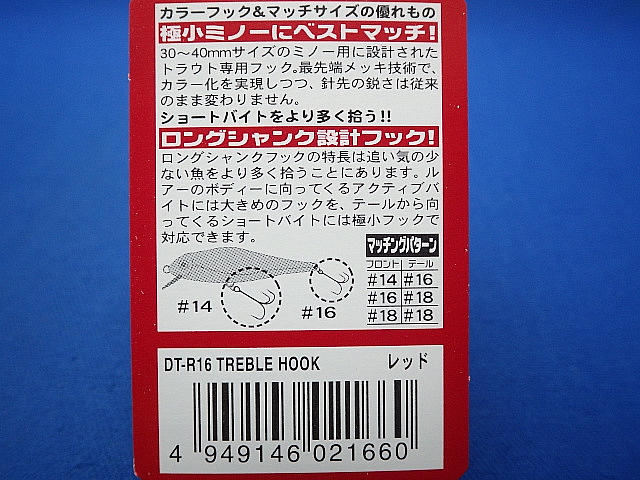 カラーフック&マッチサイズの優れもの
極小ミノーにベストマッチ!
30〜40mmサイズのミノー用に設計された
トラウト専用フック。最先端メッキ技術で、
カラー化を実現しつつ、針先の鋭さは従来
のまま変わりません。
ショートバイトをより多く拾う!!
ロングシャンク設計フック!
ロングシャンクフックの特長は追い気の少
ない魚をより多く拾うことにあります。ル
アーのボディーに向ってくるアクティブバ
イトには大きめのフックを、テールから向
ってくるショートバイトには極小フックで
対応できます。
マッチングパターン
フロント テール
#14 #16
#16 #18
#18 #18
#14 #16
DT-R16 TREBLE HOOK レッド
4 949146 021660